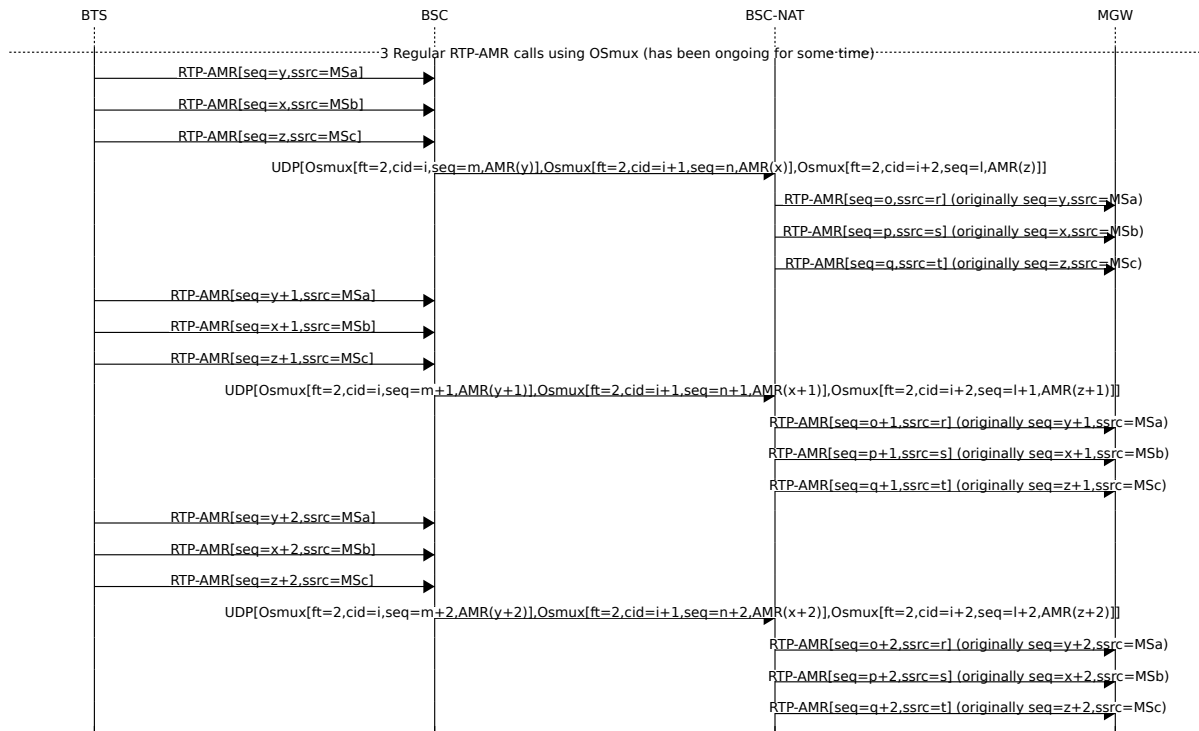 BTS BSC BSC-NAT MGW
3 Regular RTP-AMR calls using OSmux (has been ongoing for some time)
RTP-AMR[seq=y,ssrc=MSa]
RTP-AMR[seq=x,ssrc=MSb]
RTP-AMR[seq=z,ssrc=MSc]
UDP[Osmux[ft=2,cid=i,seq=m,AMR(y)],Osmux[ft=2,cid=i+1,seq=n,AMR(x)],Osmux[ft=2,cid=i+2,seq=l,AMR(z)]]
RTP-AMR[seq=o,ssrc=r] (originally seq=y,ssrc=MSa)
RTP-AMR[seq=p,ssrc=s] (originally seq=x,ssrc=MSb)
RTP-AMR[seq=q,ssrc=t] (originally seq=z,ssrc=MSc)
RTP-AMR[seq=y+1,ssrc=MSa]
RTP-AMR[seq=x+1,ssrc=MSb]
RTP-AMR[seq=z+1,ssrc=MSc]
UDP[Osmux[ft=2,cid=i,seq=m+1,AMR(y+1)],Osmux[ft=2,cid=i+1,seq=n+1,AMR(x+1)],Osmux[ft=2,cid=i+2,seq=l+1,AMR(z+1)]]
RTP-AMR[seq=o+1,ssrc=r] (originally seq=y+1,ssrc=MSa)
RTP-AMR[seq=p+1,ssrc=s] (originally seq=x+1,ssrc=MSb)
RTP-AMR[seq=q+1,ssrc=t] (originally seq=z+1,ssrc=MSc)
RTP-AMR[seq=y+2,ssrc=MSa]
RTP-AMR[seq=x+2,ssrc=MSb]
RTP-AMR[seq=z+2,ssrc=MSc]
UDP[Osmux[ft=2,cid=i,seq=m+2,AMR(y+2)],Osmux[ft=2,cid=i+1,seq=n+2,AMR(x+2)],Osmux[ft=2,cid=i+2,seq=l+2,AMR(z+2)]]
RTP-AMR[seq=o+2,ssrc=r] (originally seq=y+2,ssrc=MSa)
RTP-AMR[seq=p+2,ssrc=s] (originally seq=x+2,ssrc=MSb)
RTP-AMR[seq=q+2,ssrc=t] (originally seq=z+2,ssrc=MSc)